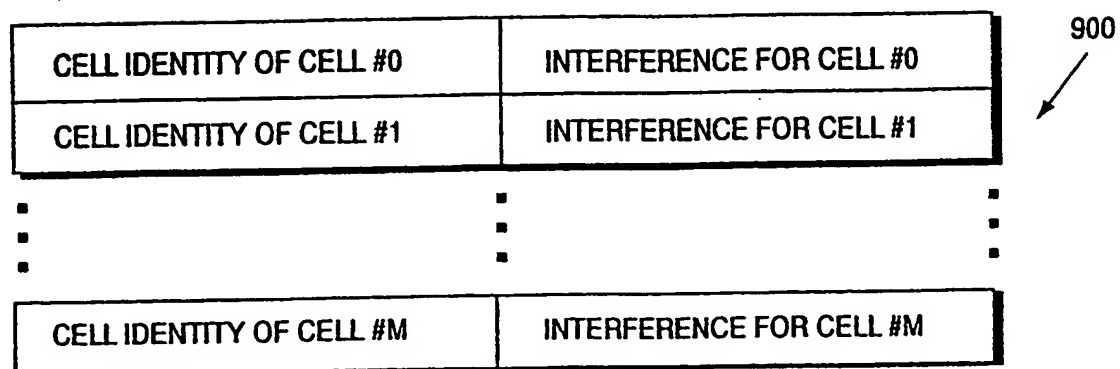 900
CELL IDENTITY OF CELL #0 INTERFERENCE FOR CELL #0
CELL IDENTITY OF CELL #1 INTERFERENCE FOR CELL #1
CELL IDENTITY OF CELL #M INTERFERENCE FOR CELL #M